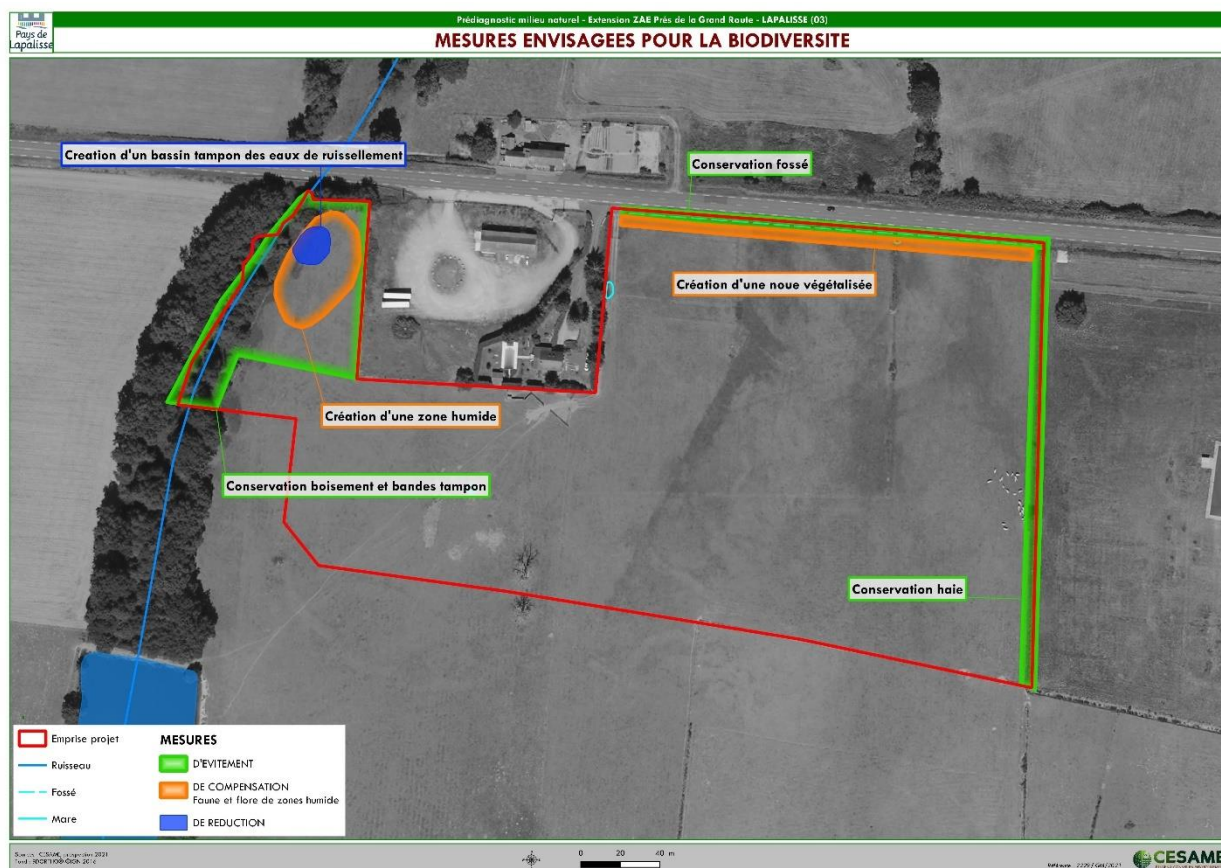 Pays de
Lapalisse
Prédiagnostic milieu naturel - Extension ZAE Prés de la Grand Route - LAPALISSE (03)
MESURES ENVISAGEES POUR LA BIODIVERSITE
Creation d'un bassin tampon des eaux de ruissellement
Conservation fossé
Création d'une noue végétalisée
Création d'une zone humide
Conservation boisement et bandes tampon
Conservation haie
Emprise projet
Ruisseau
Fossé
Mare
MESURES
D'EVITEMENT
DE COMPENSATION
Faune et flore de zones humide
DE REDUCTION
0 20 40 m
CESAME